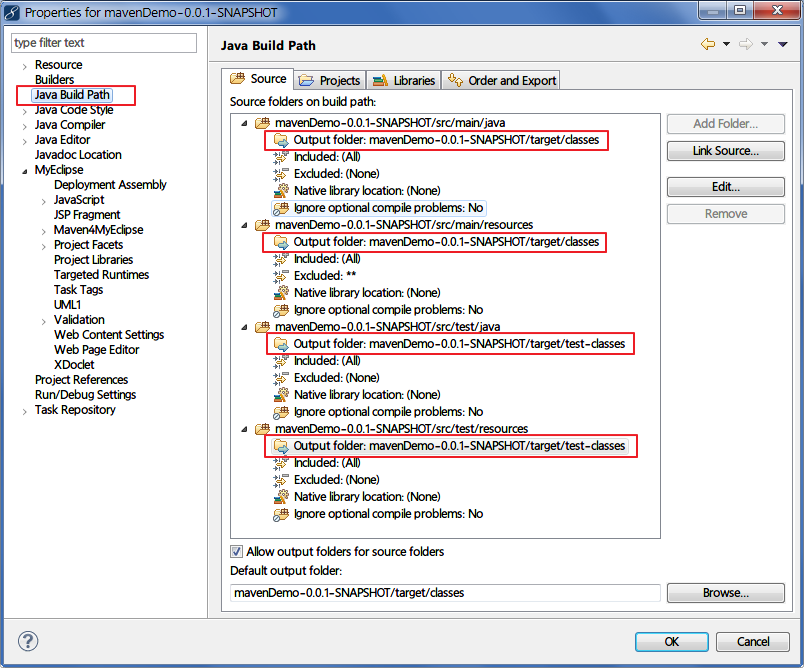 Properties for mavenDemo-0.0.1-SNAPSHOT
type filter text
Resource
Builders
Java Build Path
Java Code Style
Java Compiler
Java Editor
Javadoc Location
MyEclipse
Deployment Assembly
JavaScript
JSP Fragment
Maven4MyEclipse
Project Facets
Project Libraries
Targeted Runtimes
Task Tags
UML1
Validation
Web Content Settings
Web Page Editor
XDoclet
Project References
Run/Debug Settings
Task Repository
Java Build Path
Source Projects Libraries Order and Export
Source folders on build path:
mavenDemo-0.0.1-SNAPSHOT/src/main/java
Output folder: mavenDemo-0.0.1-SNAPSHOT/target/classes
Included: (All)
Excluded: (None)
Native library location: (None)
Ignore optional compile problems: No
mavenDemo-0.0.1-SNAPSHOT/src/main/resources
Output folder: mavenDemo-0.0.1-SNAPSHOT/target/classes
Included: (All)
Excluded: **
Native library location: (None)
Ignore optional compile problems: No
mavenDemo-0.0.1-SNAPSHOT/src/test/java
Output folder: mavenDemo-0.0.1-SNAPSHOT/target/test-classes
Included: (All)
Excluded: (None)
Native library location: (None)
Ignore optional compile problems: No
mavenDemo-0.0.1-SNAPSHOT/src/test/resources
Output folder: mavenDemo-0.0.1-SNAPSHOT/target/test-classes
Included: (All)
Excluded: (None)
Native library location: (None)
Ignore optional compile problems: No
Add Folder...
Link Source...
Edit...
Remove
Allow output folders for source folders
Default output folder:
mavenDemo-0.0.1-SNAPSHOT/target/classes
Browse...
OK
Cancel